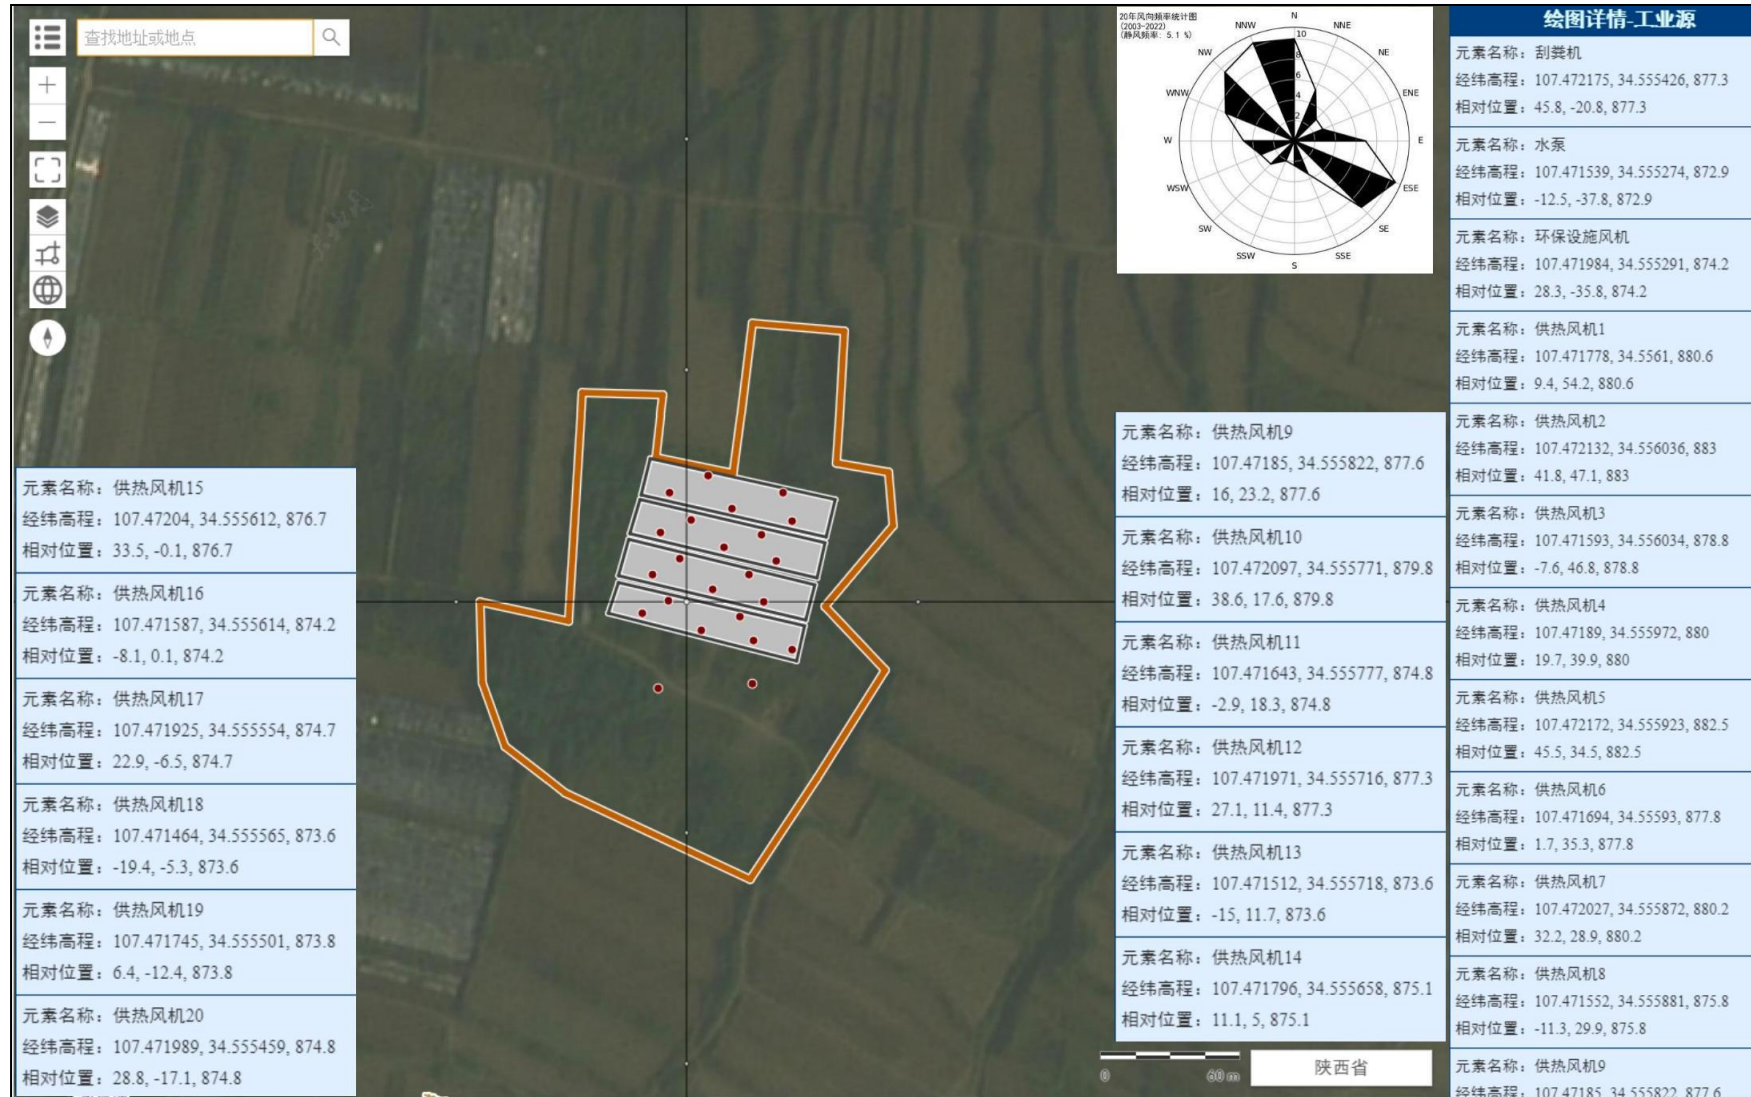 查找地址或地点
20年风向频率统计图
(2003-2022)
(静风频率: 5.1 %)
N
NNE
NE
ENE
E
ESE
SE
SSE
S
SSW
SW
WSW
W
WNW
NW
NNW
10
8
6
4
2
绘图详情-工业源
元素名称：刮粪机
经纬高程：107.472175, 34.555426, 877.3
相对位置：45.8, -20.8, 877.3
元素名称：水泵
经纬高程：107.471539, 34.555274, 872.9
相对位置：-12.5, -37.8, 872.9
元素名称：环保设施风机
经纬高程：107.471984, 34.555291, 874.2
相对位置：28.3, -35.8, 874.2
元素名称：供热风机1
经纬高程：107.471778, 34.5561, 880.6
相对位置：9.4, 54.2, 880.6
元素名称：供热风机2
经纬高程：107.472132, 34.556036, 883
相对位置：41.8, 47.1, 883
元素名称：供热风机3
经纬高程：107.471593, 34.556034, 878.8
相对位置：-7.6, 46.8, 878.8
元素名称：供热风机4
经纬高程：107.47189, 34.555972, 880
相对位置：19.7, 39.9, 880
元素名称：供热风机5
经纬高程：107.472172, 34.555923, 882.5
相对位置：45.5, 34.5, 882.5
元素名称：供热风机6
经纬高程：107.471694, 34.55593, 877.8
相对位置：1.7, 35.3, 877.8
元素名称：供热风机7
经纬高程：107.472027, 34.555872, 880.2
相对位置：32.2, 28.9, 880.2
元素名称：供热风机8
经纬高程：107.471552, 34.555881, 875.8
相对位置：-11.3, 29.9, 875.8
元素名称：供热风机9
经纬高程：107.47185, 34.555822, 877.6
元素名称：供热风机9
经纬高程：107.47185, 34.555822, 877.6
相对位置：16, 23.2, 877.6
元素名称：供热风机10
经纬高程：107.472097, 34.555771, 879.8
相对位置：38.6, 17.6, 879.8
元素名称：供热风机11
经纬高程：107.471643, 34.555777, 874.8
相对位置：-2.9, 18.3, 874.8
元素名称：供热风机12
经纬高程：107.471971, 34.555716, 877.3
相对位置：27.1, 11.4, 877.3
元素名称：供热风机13
经纬高程：107.471512, 34.555718, 873.6
相对位置：-15, 11.7, 873.6
元素名称：供热风机14
经纬高程：107.471796, 34.555658, 875.1
相对位置：11.1, 5, 875.1
元素名称：供热风机15
经纬高程：107.47204, 34.555612, 876.7
相对位置：33.5, -0.1, 876.7
元素名称：供热风机16
经纬高程：107.471587, 34.555614, 874.2
相对位置：-8.1, 0.1, 874.2
元素名称：供热风机17
经纬高程：107.471925, 34.555554, 874.7
相对位置：22.9, -6.5, 874.7
元素名称：供热风机18
经纬高程：107.471464, 34.555565, 873.6
相对位置：-19.4, -5.3, 873.6
元素名称：供热风机19
经纬高程：107.471745, 34.555501, 873.8
相对位置：6.4, -12.4, 873.8
元素名称：供热风机20
经纬高程：107.471989, 34.555459, 874.8
相对位置：28.8, -17.1, 874.8
0
60 m
陕西省